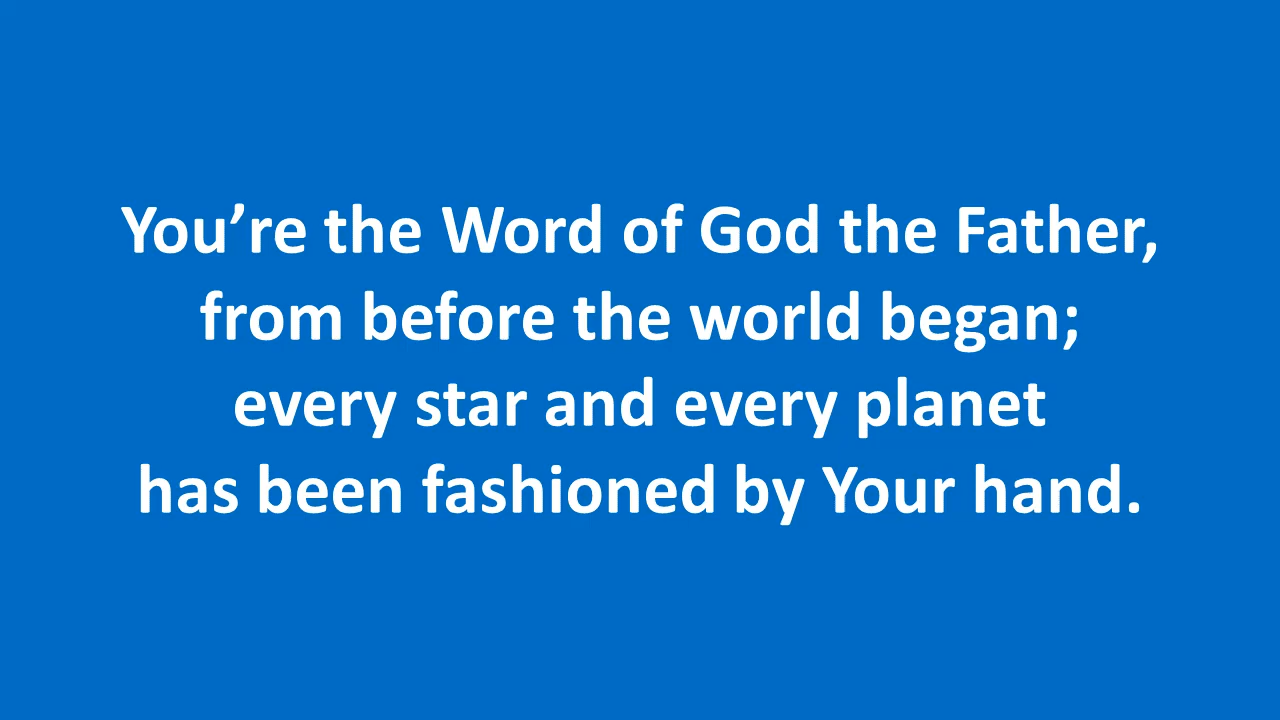 You’re the Word of God the Father,
from before the world began;
every star and every planet
has been fashioned by Your hand.